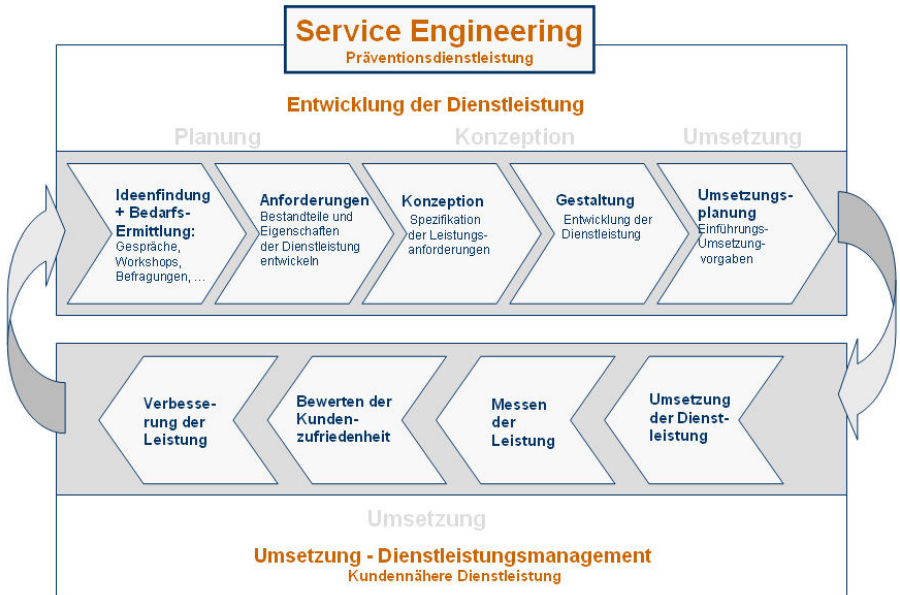 Service Engineering
Präventionsdienstleistung
Entwicklung der Dienstleistung
Planung
Konzeption
Umsetzung
Ideenfindung
+ Bedarfs-
Ermittlung:
Gespräche,
Workshops,
Befragungen, ...
Anforderungen
Bestandteile und
Eigenschaften
der Dienstleistung
entwickeln
Konzeption
Spezifikation
der Leistungs-
anforderungen
Gestaltung
Entwicklung der
Dienstleistung
Umsetzungs-
planung
Einführungs-
Umsetzung-
vorgaben
Verbesse-
rung der
Leistung
Bewerten der
Kunden-
zufriedenheit
Messen
der
Leistung
Umsetzung
der Dienst-
leistung
Umsetzung
Umsetzung - Dienstleistungsmanagement
Kundennähere Dienstleistung